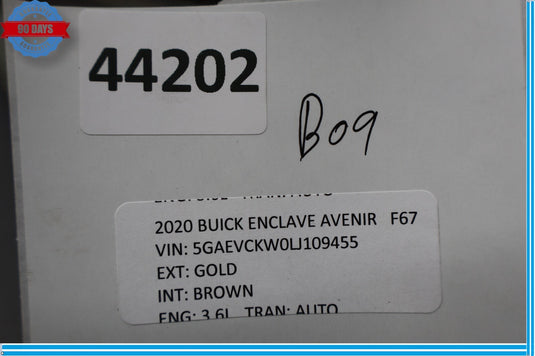 90 DAYS
44202
B09
2020 BUICK ENCLAVE AVENIR F67
VIN: 5GAEVCKW0LJ109455
EXT: GOLD
INT: BROWN
ENG: 3.6L TRAN: AUTO